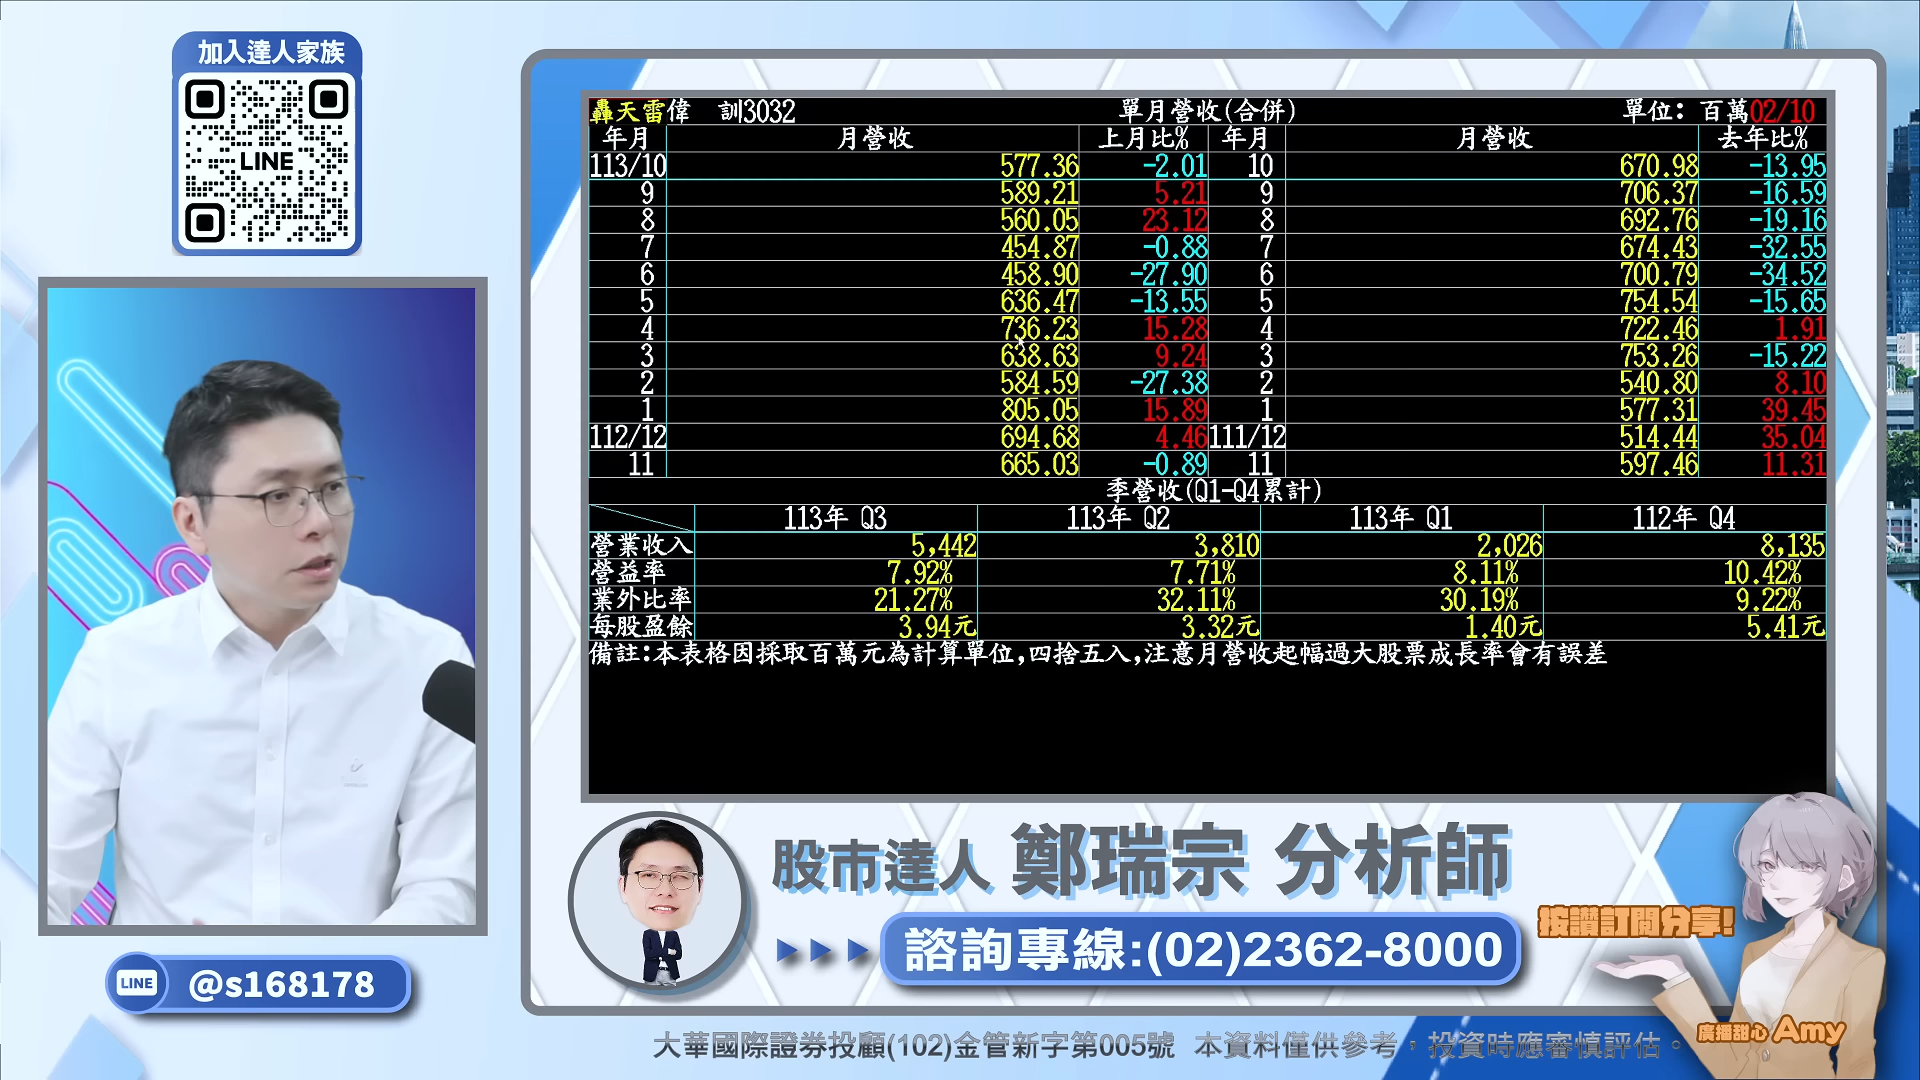 加入達人家族
LINE
轟天雷偉 訓3032 單月營收(合併) 單位: 百萬02/10
年月 月營收 上月比% 年月 月營收 去年比%
113/10 577.36 -2.01 10 670.98 -13.95
9 589.21 5.21 9 706.37 -16.59
8 560.05 23.12 8 692.76 -19.16
7 454.87 -0.88 7 674.43 -32.55
6 458.90 -27.90 6 700.79 -34.52
5 636.47 -13.55 5 754.54 -15.65
4 736.23 15.28 4 722.46 1.91
3 638.63 9.24 3 753.26 -15.22
2 584.59 -27.38 2 540.80 8.10
1 805.05 15.89 1 577.31 39.45
112/12 694.68 4.46 111/12 514.44 35.04
11 665.03 -0.89 11 597.46 11.31
季營收(Q1-Q4累計)
113年 Q3 113年 Q2 113年 Q1 112年 Q4
營業收入 5,442 3,810 2,026 8,135
營益率 7.92% 7.71% 8.11% 10.42%
業外比率 21.27% 32.11% 30.19% 9.22%
每股盈餘 3.94元 3.32元 1.40元 5.41元
備註:本表格因採取百萬元為計算單位,四捨五入,注意月營收起幅過大股票成長率會有誤差
股市達人 鄭瑞宗 分析師
諮詢專線:(02)2362-8000
按讚訂閱分享!
LINE @s168178
廣播甜心 Amy
大華國際證券投顧(102)金管新字第005號 本資料僅供參考,投資時應審慎評估。